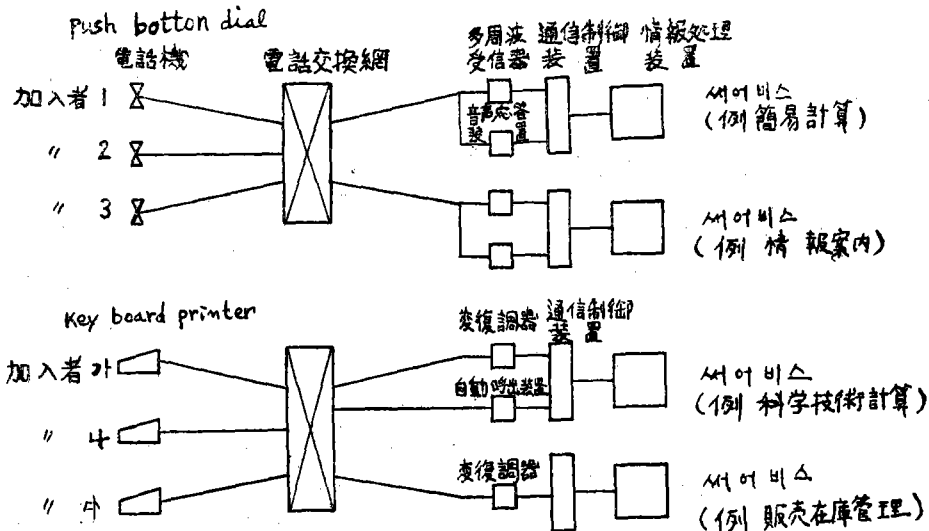 Push botton dial
電話機
電話交換網
多周波受信器
通信制御装置
情報処理装置
加入者 1
〃 2
〃 3
音声応答装置
써어비스
(例 簡易計算)
써어비스
(例 情報案内)
Key board printer
変復調器
通信制御装置
加入者 가
〃
〃
自動呼出装置
変復調器
써어비스
(例 科学技術計算)
써어비스
(例 販売在庫管理)